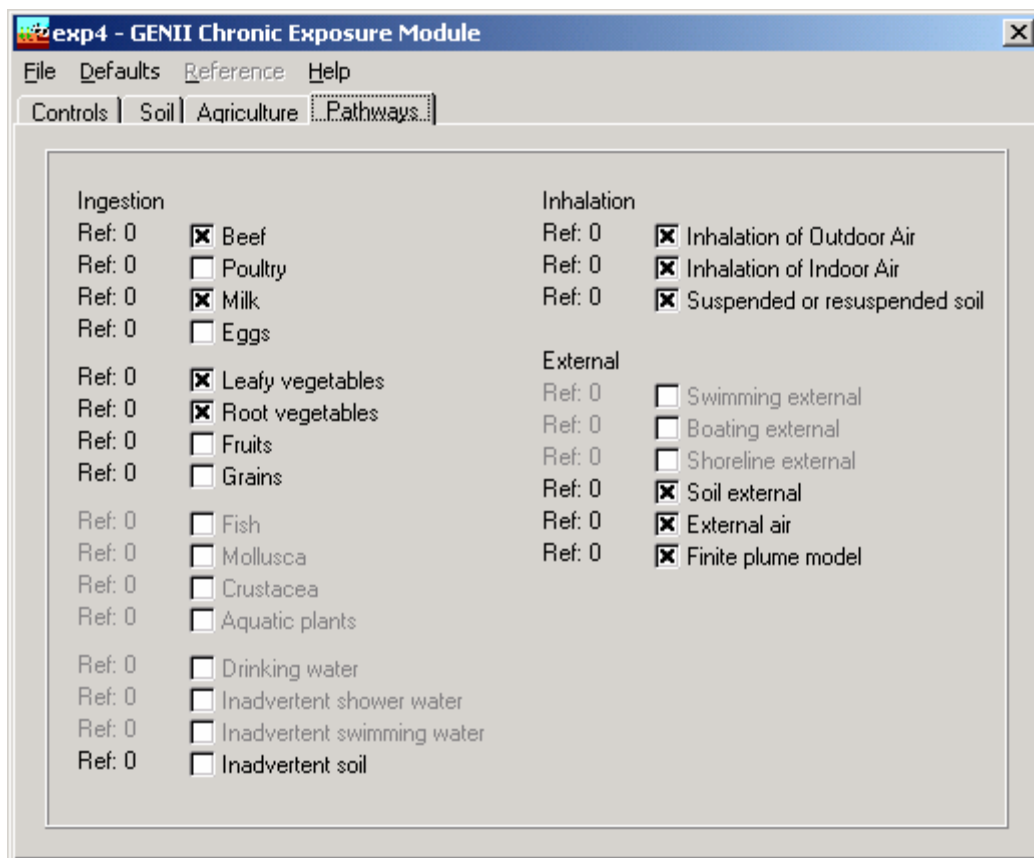 exp4 - GENII Chronic Exposure Module
File Defaults Reference Help
Controls Soil Agriculture Pathways
Ingestion
Ref: 0 Beef
Ref: 0 Poultry
Ref: 0 Milk
Ref: 0 Eggs
Ref: 0 Leafy vegetables
Ref: 0 Root vegetables
Ref: 0 Fruits
Ref: 0 Grains
Ref: 0 Fish
Ref: 0 Mollusca
Ref: 0 Crustacea
Ref: 0 Aquatic plants
Ref: 0 Drinking water
Ref: 0 Inadvertent shower water
Ref: 0 Inadvertent swimming water
Ref: 0 Inadvertent soil
Inhalation
Ref: 0 Inhalation of Outdoor Air
Ref: 0 Inhalation of Indoor Air
Ref: 0 Suspended or resuspended soil
External
Ref: 0 Swimming external
Ref: 0 Boating external
Ref: 0 Shoreline external
Ref: 0 Soil external
Ref: 0 External air
Ref: 0 Finite plume model